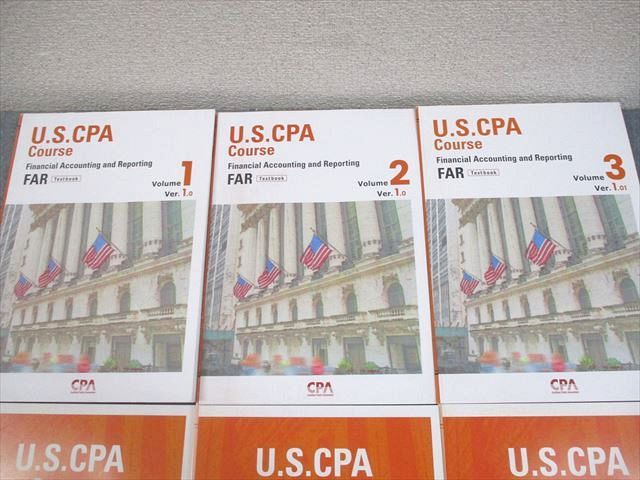 U.S.CPA
Course
Financial Accounting and Reporting
FAR Textbook
Volume 1
Ver. 1.0
CPA
U.S.CPA
Course
Financial Accounting and Reporting
FAR Textbook
Volume 2
Ver. 1.0
CPA
U.S.CPA
Course
Financial Accounting and Reporting
FAR Textbook
Volume 3
Ver. 1.01
CPA
U.S.CPA
U.S.CPA
U.S.CPA